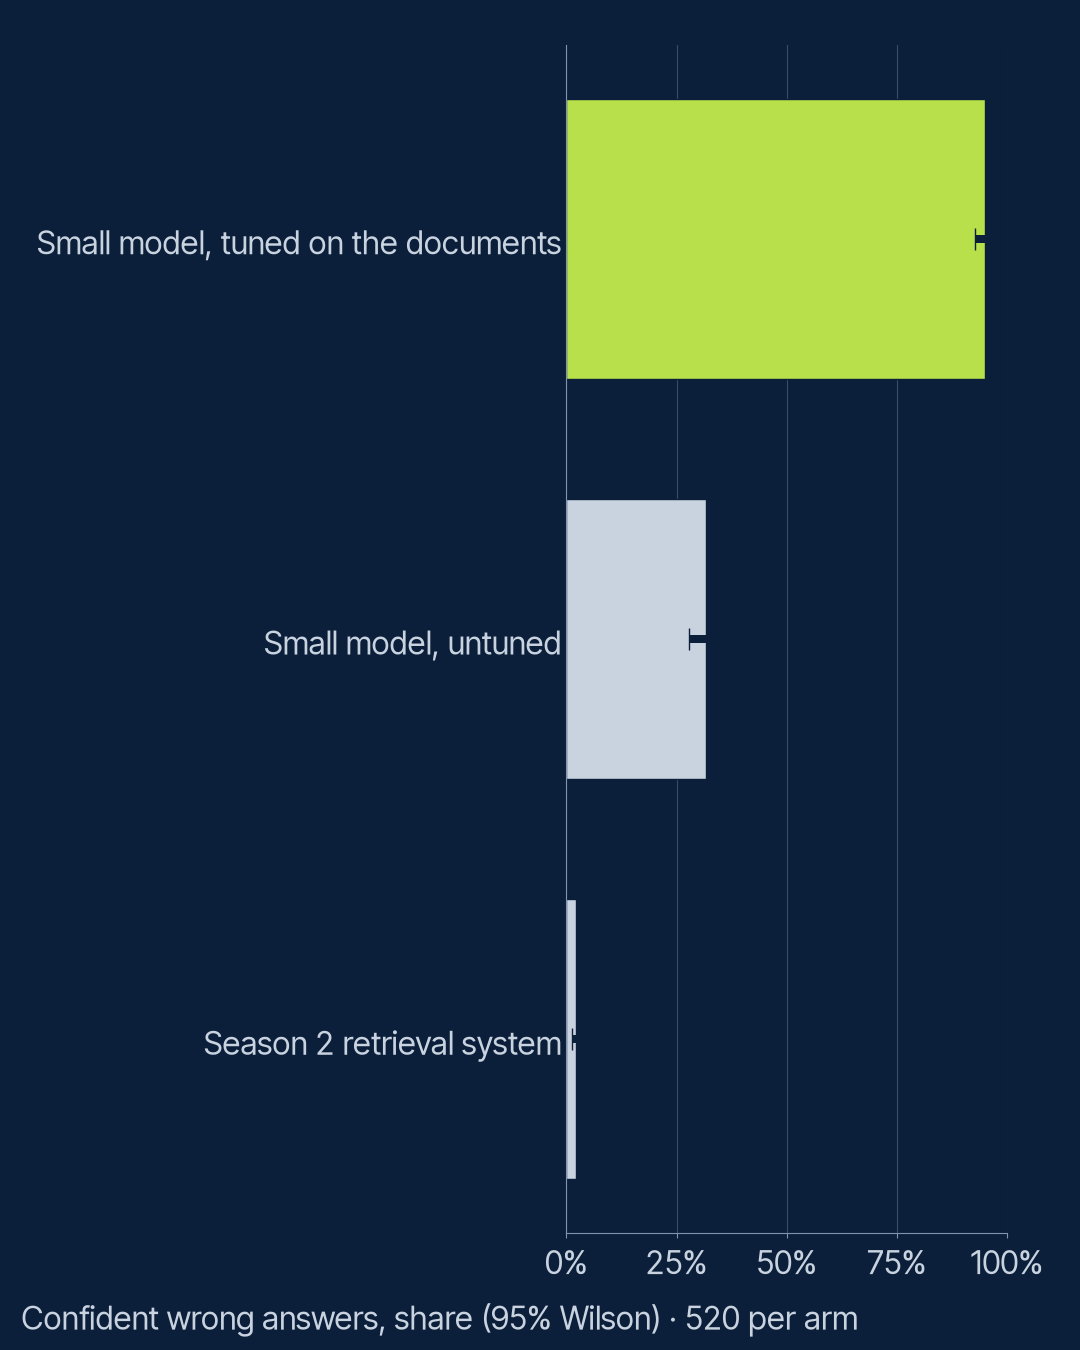 Small model, tuned on the documents
Small model, untuned
Season 2 retrieval system
0% 25% 50% 75% 100%
Confident wrong answers, share (95% Wilson) · 520 per arm